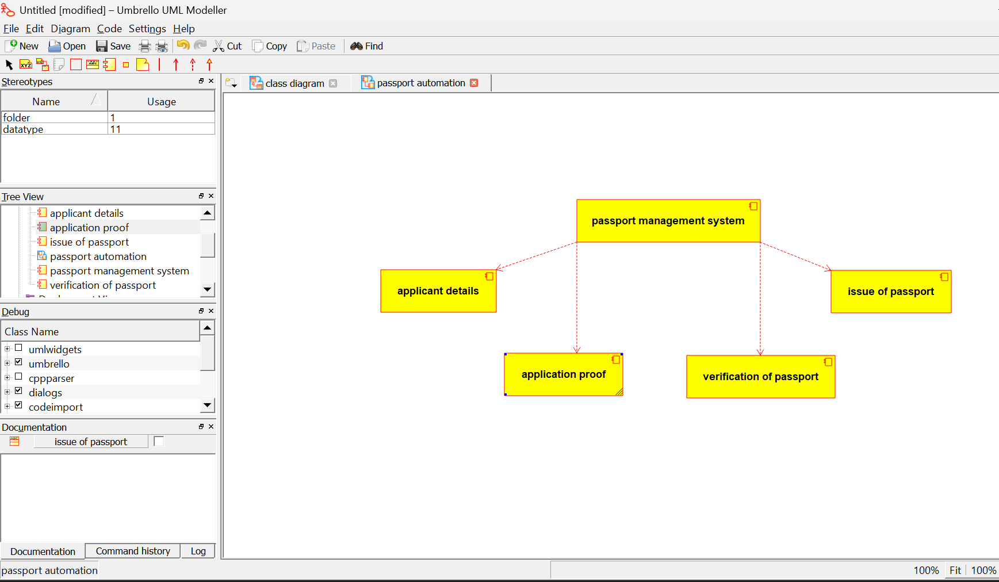 Untitled [modified] – Umbrello UML Modeller
File Edit Diagram Code Settings Help
New Open Save Cut Copy Paste Find
XYZ
Stereotypes
class diagram
passport automation
Name Usage
folder 1
datatype 11
Tree View
applicant details
application proof
issue of passport
passport automation
passport management system
verification of passport
Debug
Class Name
umlwidgets
umbrello
cppparser
dialogs
codeimport
Documentation
issue of passport
Documentation Command history Log
passport management system
applicant details
issue of passport
application proof
verification of passport
passport automation
100% Fit 100%